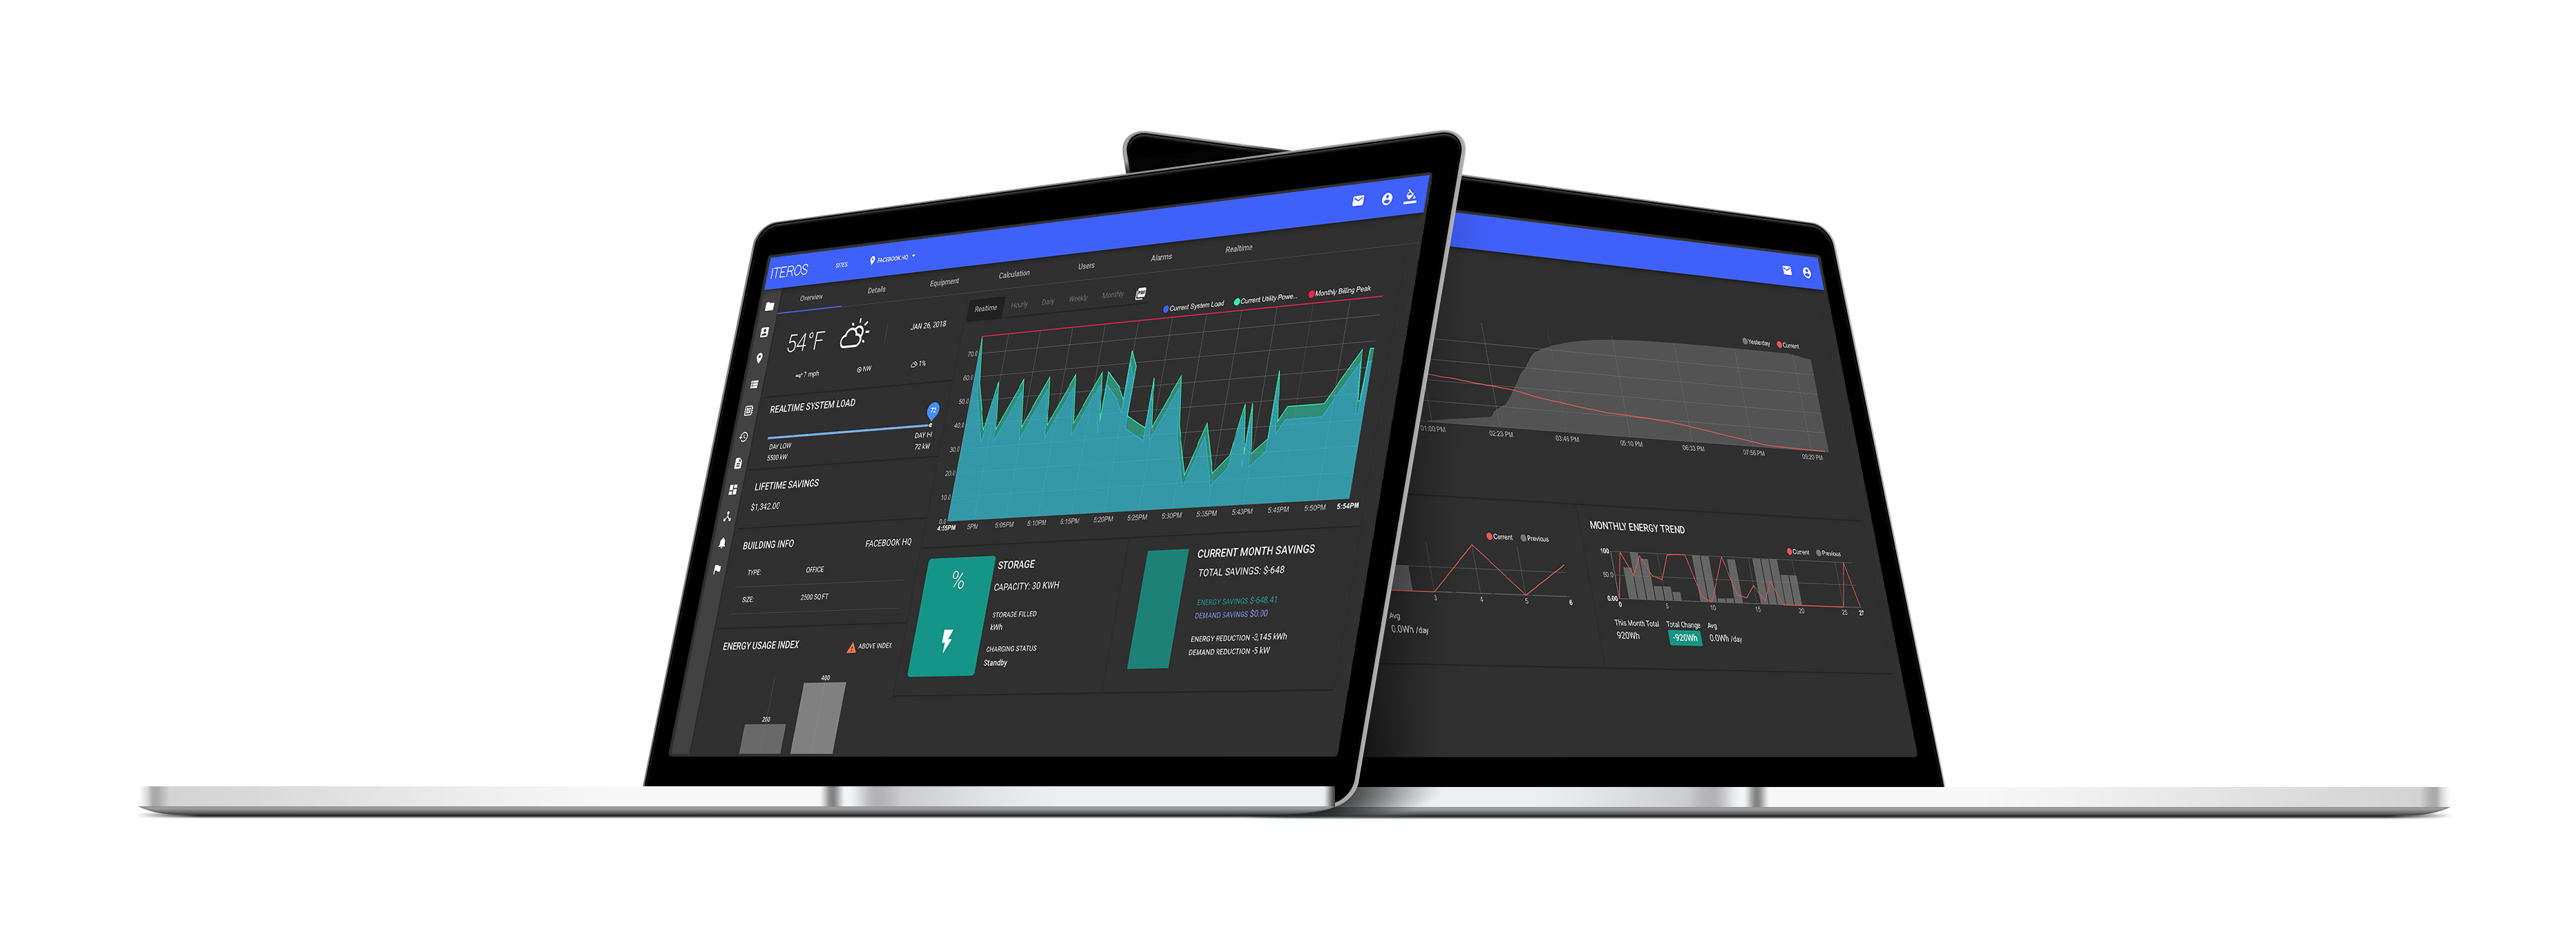 ITEROS
SITES
FACEBOOK HQ
Overview
Details
Equipment
Calculation
Users
Alarms
Realtime
54°F
JAN 26, 2018
7 mph
NW
1%
REALTIME SYSTEM LOAD
72
DAY LOW
5500 kW
DAY H
72 kW
LIFETIME SAVINGS
$1,342.00
BUILDING INFO
FACEBOOK HQ
TYPE:
OFFICE
SIZE:
2500 SQ FT
ENERGY USAGE INDEX
ABOVE INDEX
200
400
Realtime
Hourly
Daily
Weekly
Monthly
PDF
Current System Load
Current Utility Powe...
Monthly Billing Peak
70.0
60.0
50.0
40.0
30.0
20.0
10.0
0.0
5PN
5:05PM
5:10PM
5:20PM
5:25PM
5:30PM
5:35PM
5:43PM
5:45PM
5:50PM
5:54PM
%
STORAGE
CAPACITY: 30 KWH
STORAGE FILLED
kWh
CHARGING STATUS
Standby
CURRENT MONTH SAVINGS
TOTAL SAVINGS: $-648
ENERGY SAVINGS $-648.41
DEMAND SAVINGS $0.00
ENERGY REDUCTION -3,145 kWh
DEMAND REDUCTION -5 kW
Yesterday
Current
01:00 PM
02:23 PM
03:46 PM
05:10 PM
06:33 PM
07:56 PM
09:20 PM
Current
Previous
3
4
5
6
Avg
0.0Wh /day
MONTHLY ENERGY TREND
Current
Previous
100
50.0
0.00
0
5
10
15
20
25
27
This Month Total
920Wh
Total Change
-920Wh
Avg
0.0Wh /day